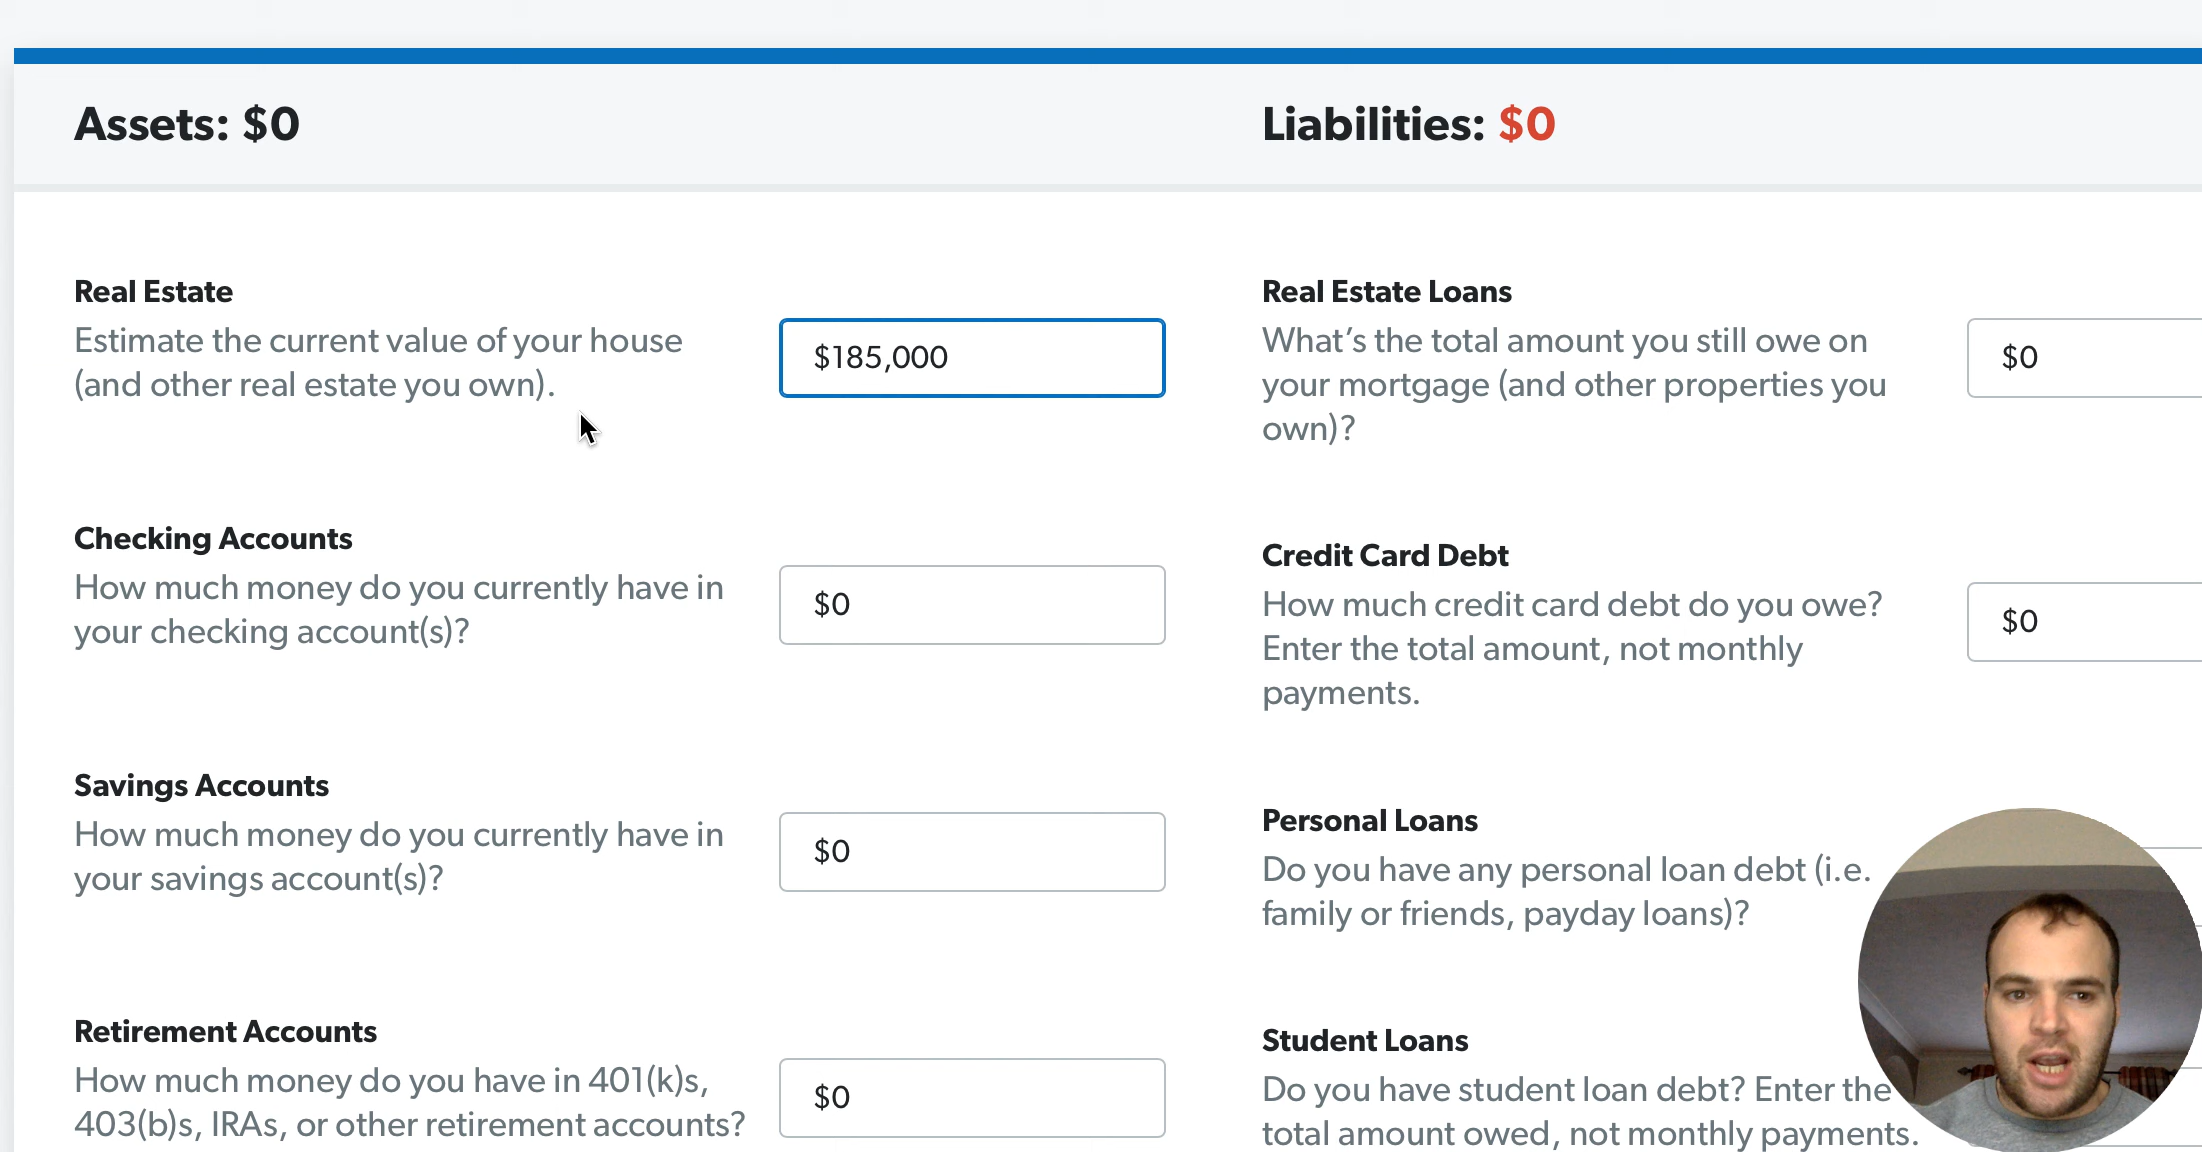 Assets: $0
Liabilities: $0
Real Estate
Estimate the current value of your house
(and other real estate you own).
$185,000
Real Estate Loans
What's the total amount you still owe on
your mortgage (and other properties you
own)?
$0
Checking Accounts
How much money do you currently have in
your checking account(s)?
$0
Credit Card Debt
How much credit card debt do you owe?
Enter the total amount, not monthly
payments.
$0
Savings Accounts
How much money do you currently have in
your savings account(s)?
$0
Personal Loans
Do you have any personal loan debt (i.e.
family or friends, payday loans)?
Retirement Accounts
How much money do you have in 401(k)s,
403(b)s, IRAs, or other retirement accounts?
$0
Student Loans
Do you have student loan debt? Enter the
total amount owed, not monthly payments.